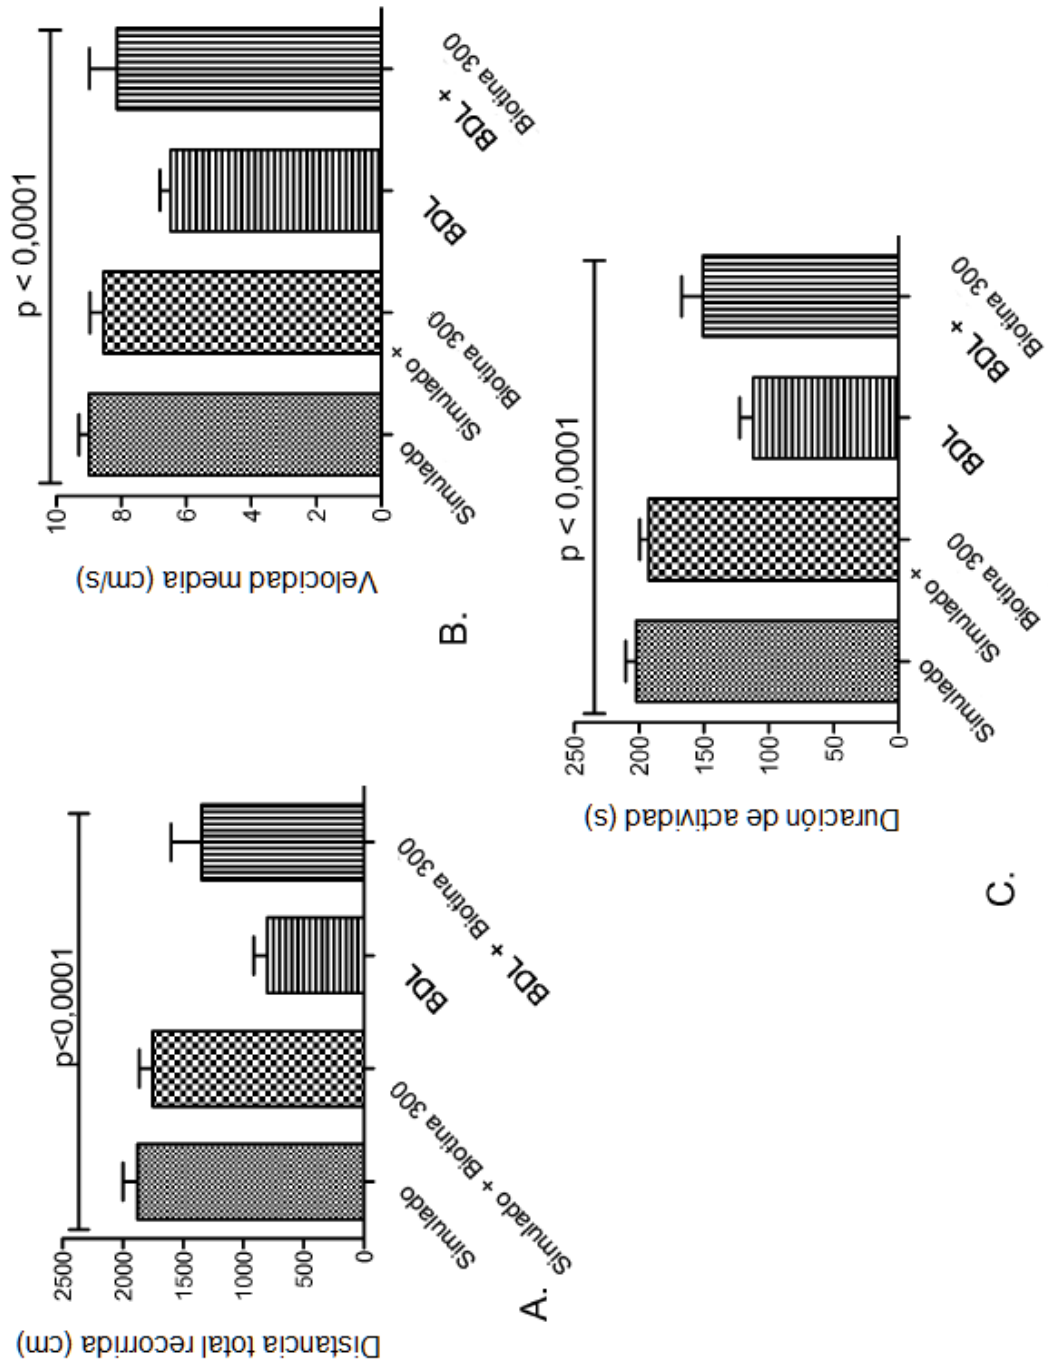 Distancia total recorrida (cm)
2500
2000
1500
1000
500
0
p<0,0001
Simulado
Simulado + Biotina 300
BDL
BDL + Biotina 300
A.
Velocidad media (cm/s)
10
8
6
4
2
0
p < 0,0001
Simulado
Simulado +
Biotina 300
BDL
BDL +
Biotina 300
B.
Duración de actividad (s)
250
200
150
100
50
0
p < 0,0001
Simulado
Simulado +
Biotina 300
BDL
BDL +
Biotina 300
C.